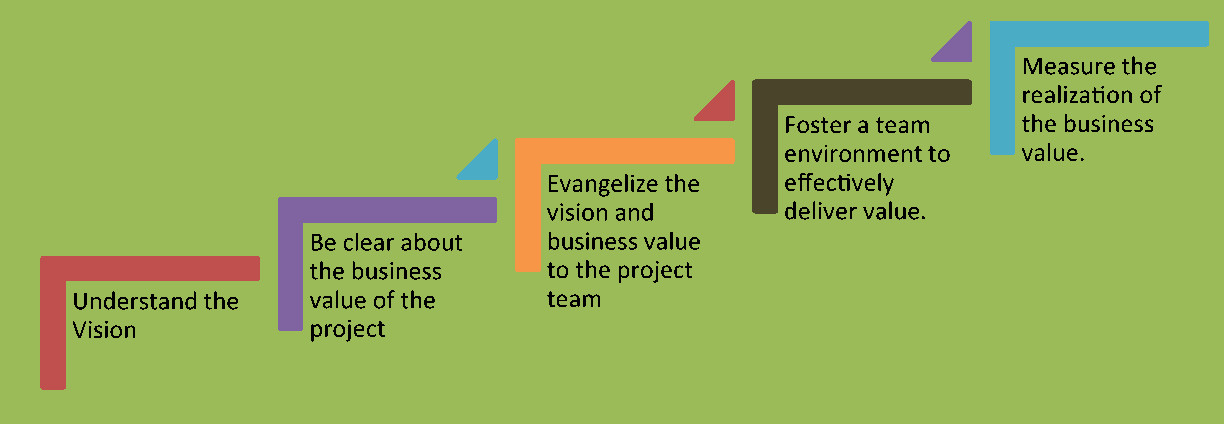 Understand the
Vision
Be clear about
the business
value of the
project
Evangelize the
vision and
business value
to the project
team
Foster a team
environment to
effectively
deliver value.
Measure the
realization of
the business
value.